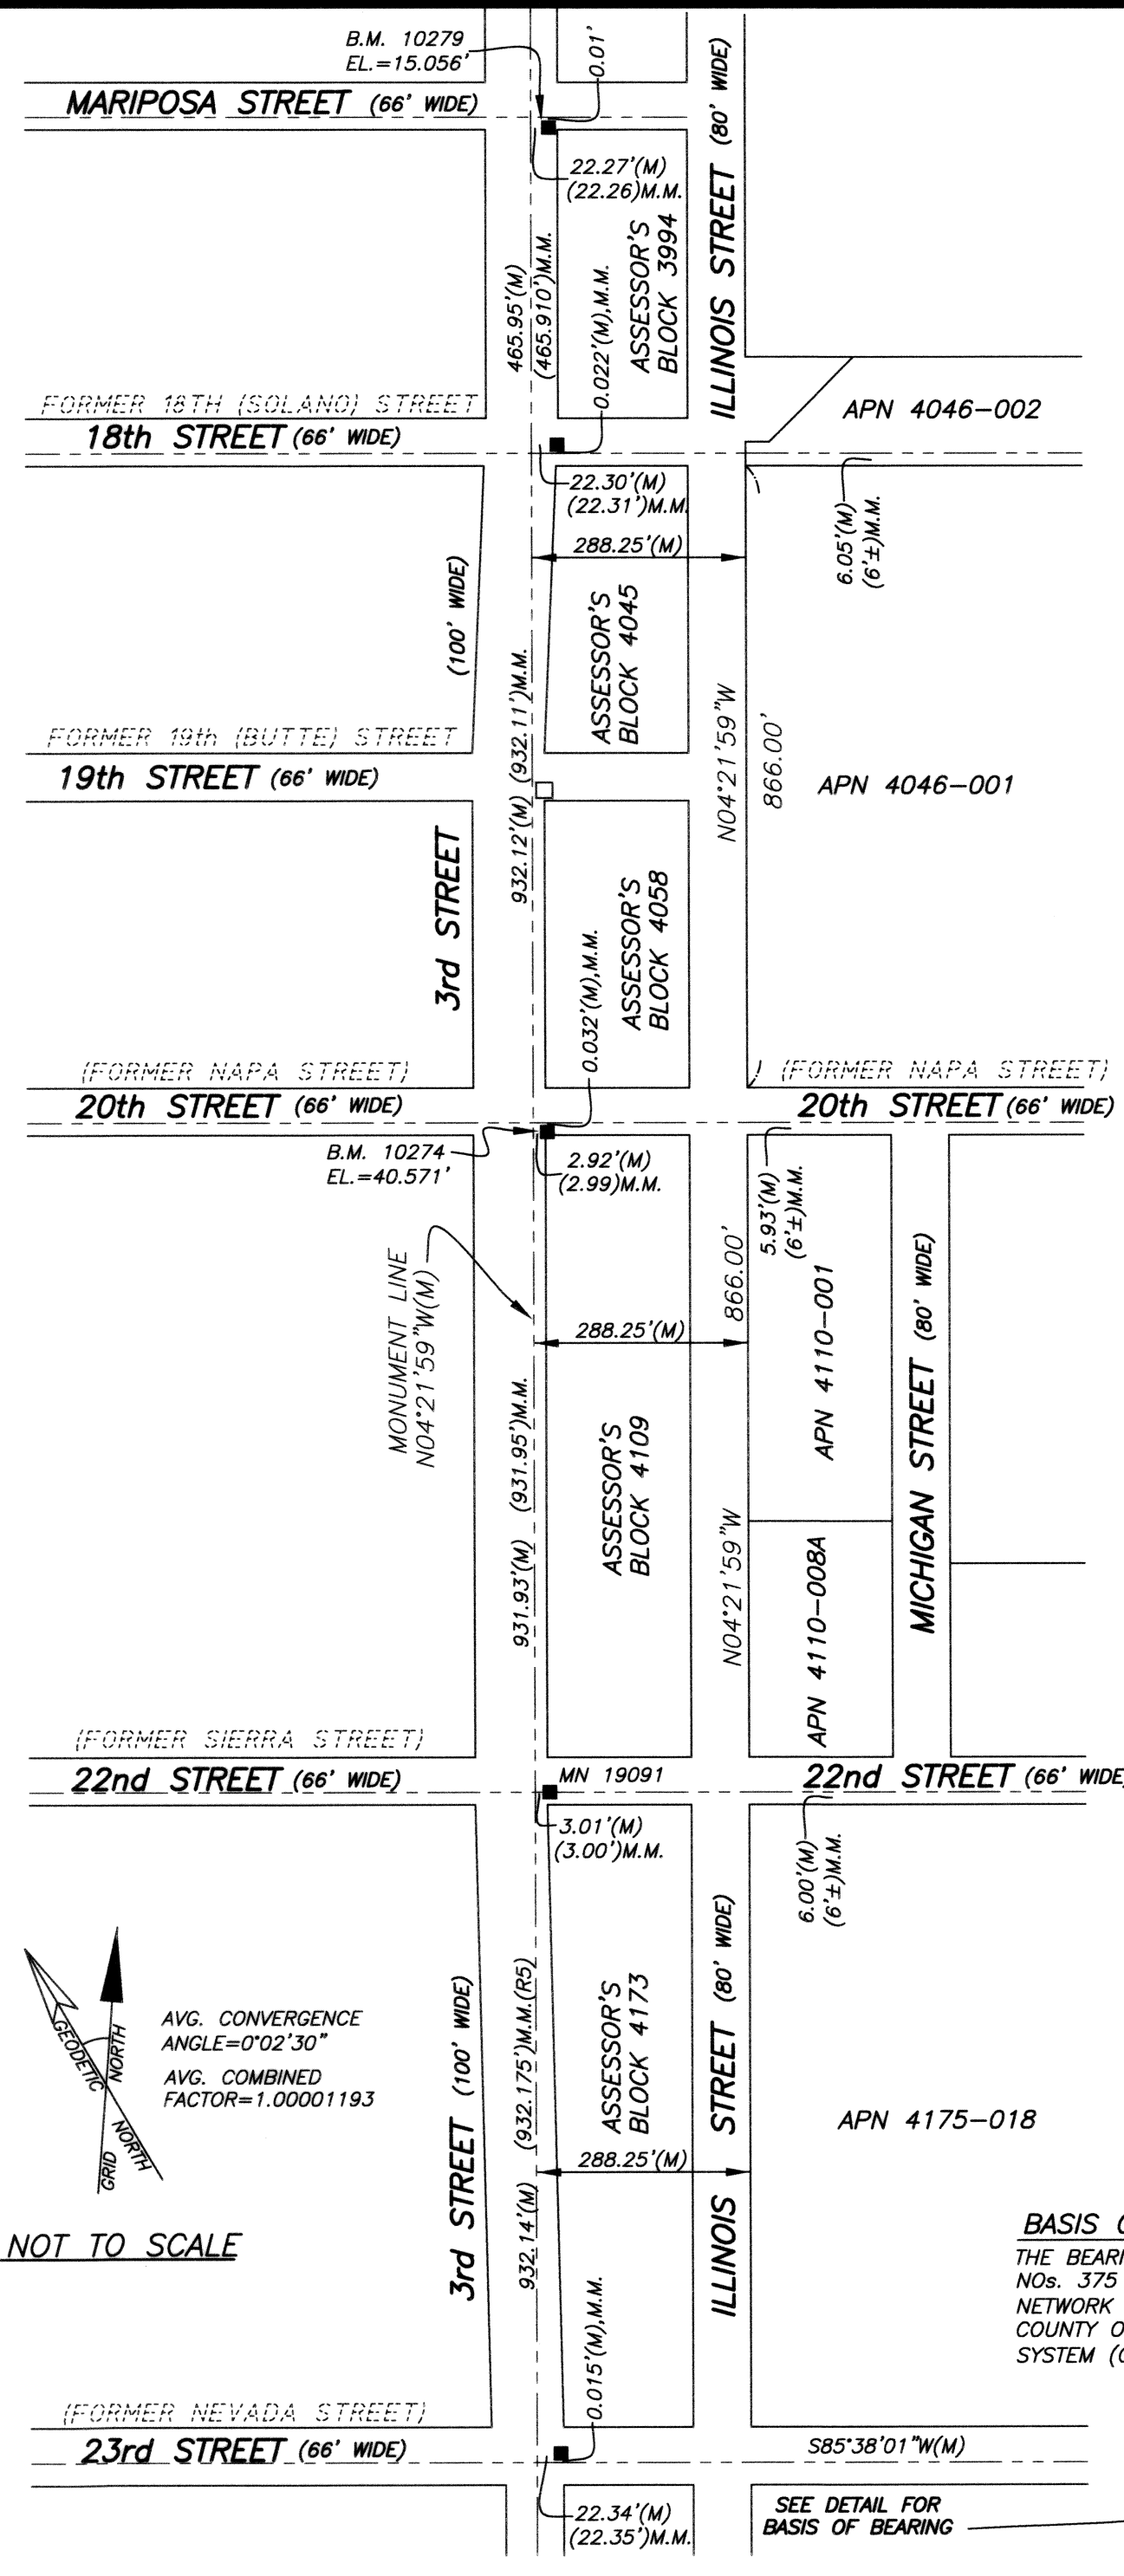 B.M. 10279
EL.=15.056'
0.01'
MARIPOSA STREET (66' WIDE)
22.27'(M)
(22.26)M.M.
465.95'(M)
(465.910')M.M.
ASSESSOR'S
BLOCK 3994
ILLINOIS STREET (80' WIDE)
0.022'(M),M.M.
FORMER 18TH (SOLANO) STREET
18th STREET (66' WIDE)
APN 4046-002
22.30'(M)
(22.31')M.M.
6.05'(M)
(6'±)M.M.
288.25'(M)
(100' WIDE)
ASSESSOR'S
BLOCK 4045
932.12'(M) (932.11')M.M.
N04°21'59"W
866.00'
FORMER 19th (BUTTE) STREET
19th STREET (66' WIDE)
APN 4046-001
3rd STREET
ASSESSOR'S
BLOCK 4058
0.032'(M),M.M.
(FORMER NAPA STREET)
20th STREET (66' WIDE)
(FORMER NAPA STREET)
20th STREET (66' WIDE)
B.M. 10274
EL.=40.571'
2.92'(M)
(2.99)M.M.
5.93'(M)
(6'±)M.M.
MONUMENT LINE
N04°21'59"W(M)
866.00'
288.25'(M)
APN 4110-001
MICHIGAN STREET (80' WIDE)
931.93'(M) (931.95')M.M.
ASSESSOR'S
BLOCK 4109
N04°21'59"W
APN 4110-008A
(FORMER SIERRA STREET)
22nd STREET (66' WIDE)
MN 19091
22nd STREET (66' WIDE
3.01'(M)
(3.00')M.M.
6.00'(M)
(6'±)M.M.
GEODETIC NORTH
GRID NORTH
AVG. CONVERGENCE
ANGLE=0°02'30"
AVG. COMBINED
FACTOR=1.00001193
3rd STREET (100' WIDE)
932.14'(M) (932.175')M.M.(R5)
ASSESSOR'S
BLOCK 4173
ILLINOIS STREET (80' WIDE)
APN 4175-018
288.25'(M)
NOT TO SCALE
BASIS
THE BEARI
NOs. 375
NETWORK
COUNTY O
SYSTEM (
0.015'(M),M.M.
(FORMER NEVADA STREET)
23rd STREET (66' WIDE)
S85°38'01"W(M)
22.34'(M)
(22.35')M.M.
SEE DETAIL FOR
BASIS OF BEARING